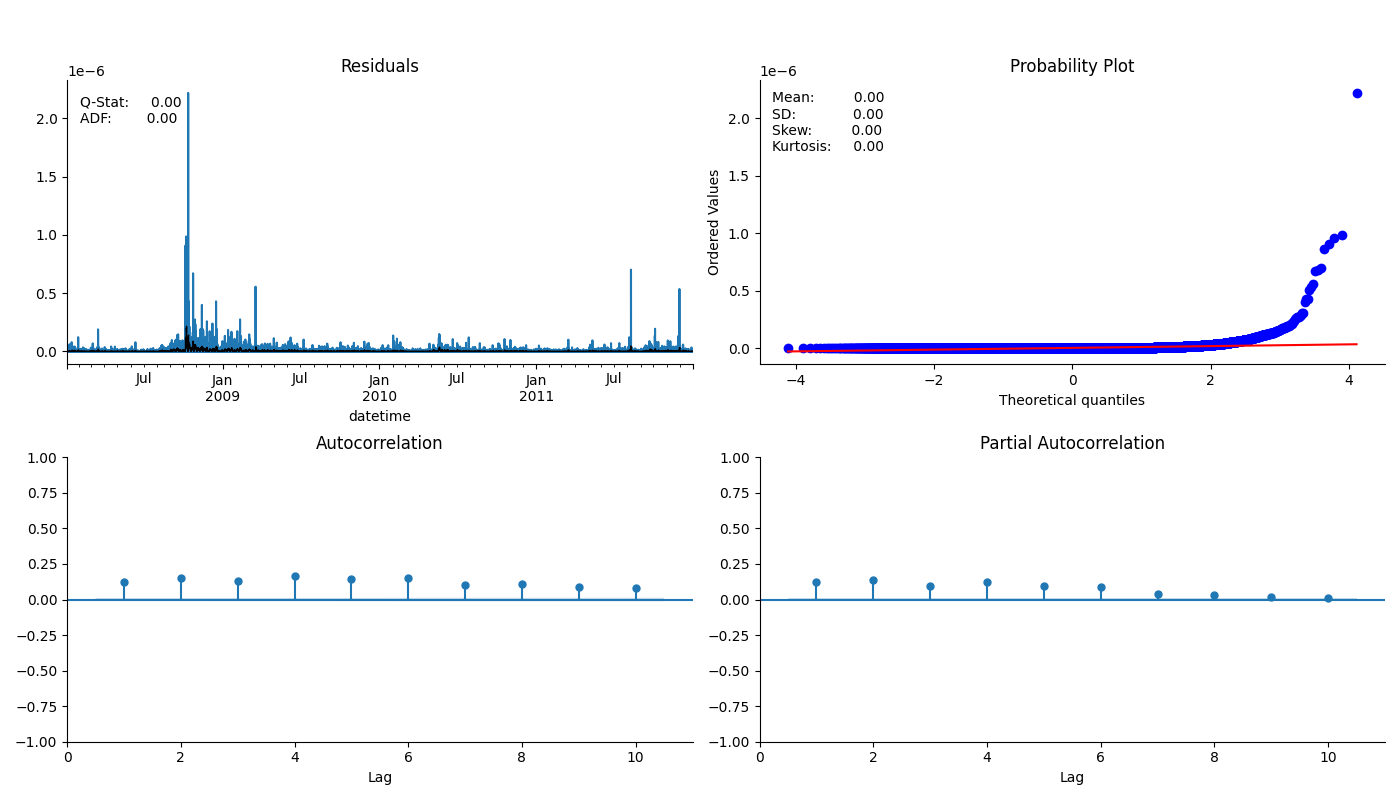 Residuals
1e−6
Q-Stat: 0.00
ADF: 0.00
2.0
1.5
1.0
0.5
0.0
Jul Jan Jul Jan Jul Jan Jul
2009 2010 2011
datetime
Probability Plot
1e−6
Mean: 0.00
SD: 0.00
Skew: 0.00
Kurtosis: 0.00
Ordered Values
2.0
1.5
1.0
0.5
0.0
−4 −2 0 2 4
Theoretical quantiles
Autocorrelation
1.00
0.75
0.50
0.25
0.00
−0.25
−0.50
−0.75
−1.00
0 2 4 6 8 10
Lag
Partial Autocorrelation
1.00
0.75
0.50
0.25
0.00
−0.25
−0.50
−0.75
−1.00
0 2 4 6 8 10
Lag